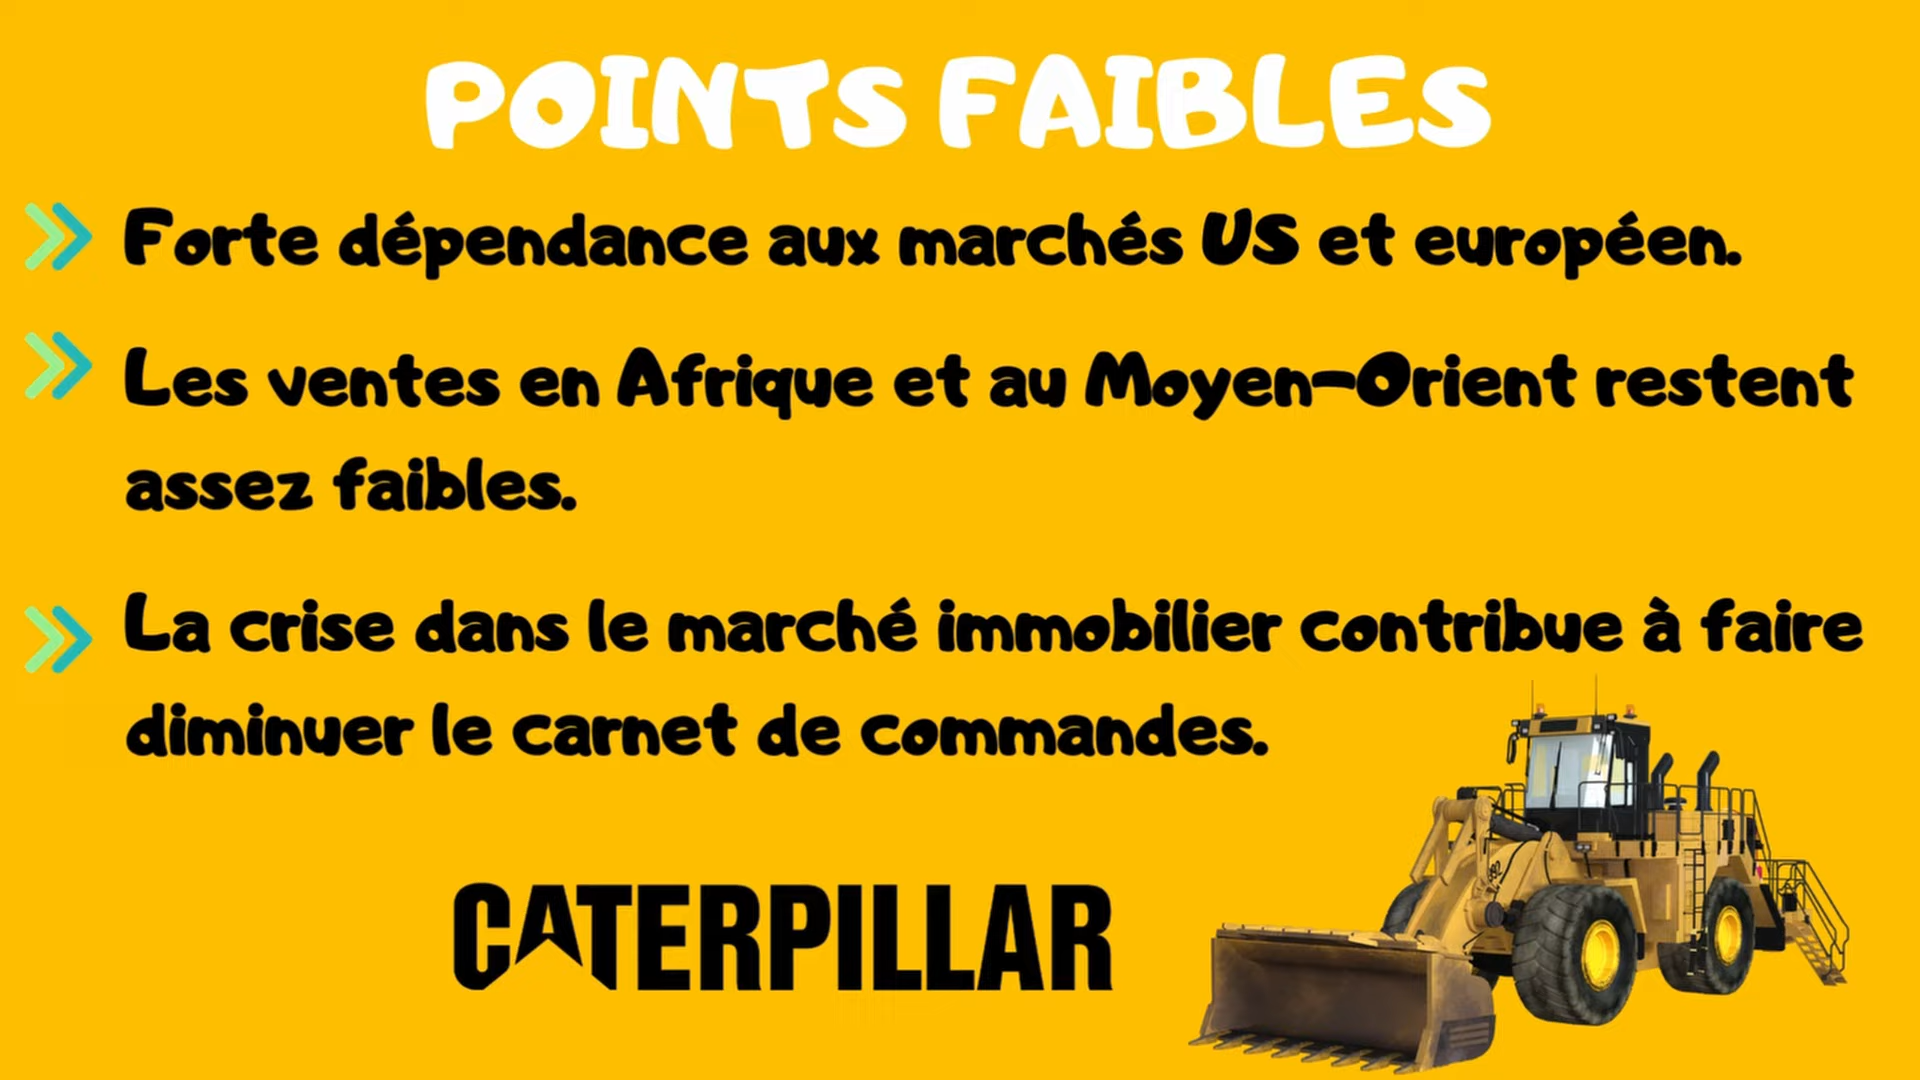 POINTS FAIBLES
Forte dépendance aux marchés US et européen.
Les ventes en Afrique et au Moyen-Orient restent
assez faibles.
La crise dans le marché immobilier contribue à faire
diminuer le carnet de commandes.
992
CATERPILLAR